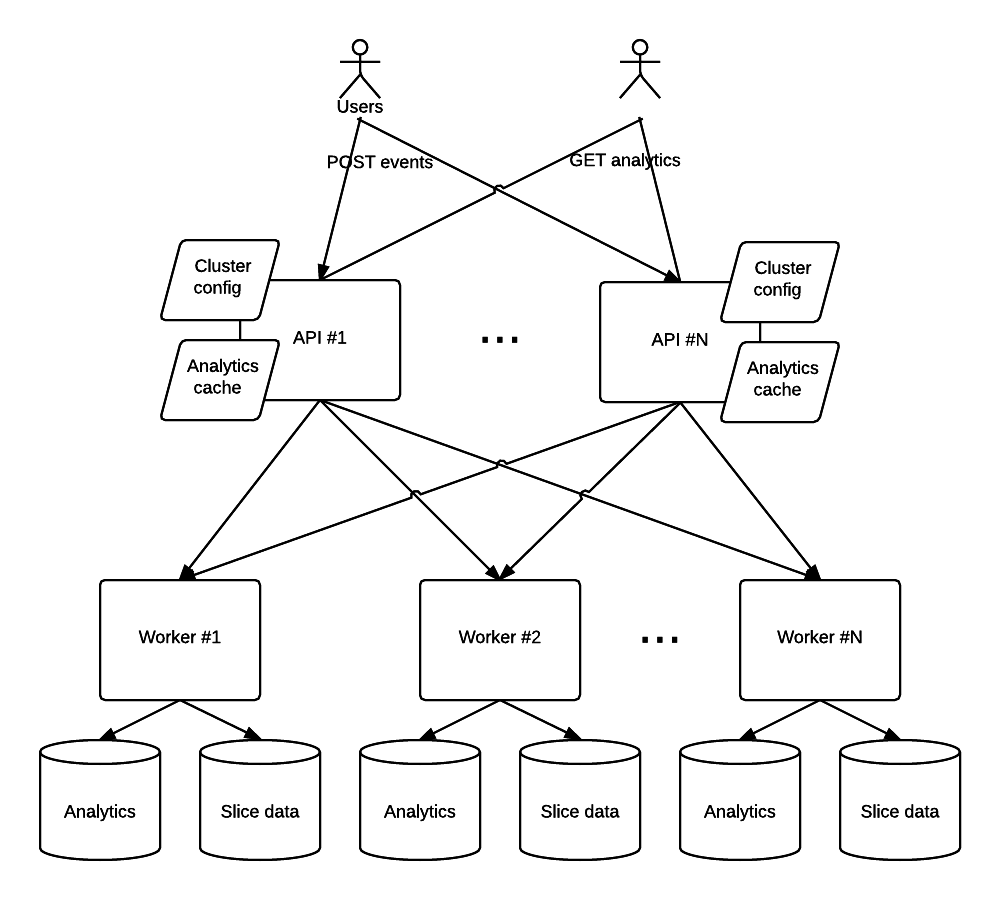 Users
POST events
GET analytics
Cluster
config
API #1
Analytics
cache
...
API #N
Cluster
config
Analytics
cache
Worker #1
Worker #2
...
Worker #N
Analytics
Slice data
Analytics
Slice data
Analytics
Slice data